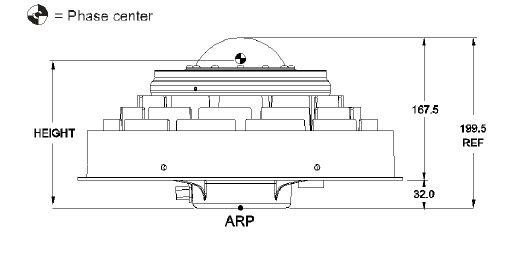 = Phase center
HEIGHT
167.5
199.5
REF
32.0
ARP